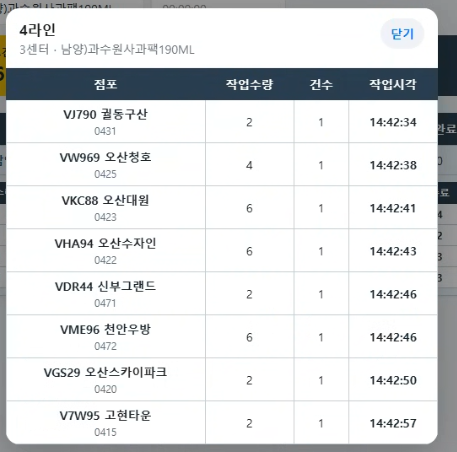 4라인
3센터 · 남양)과수원사과팩190ML
닫기
점포 작업수량 건수 작업시각
VJ790 궐동구산 2 1 14:42:34
0431
VW969 오산청호 4 1 14:42:38
0425
VKC88 오산대원 6 1 14:42:41
0423
VHA94 오산수자인 6 1 14:42:43
0422
VDR44 신부그랜드 2 1 14:42:46
0471
VME96 천안우방 6 1 14:42:46
0472
VGS29 오산스카이파크 2 1 14:42:50
0420
V7W95 고현타운 2 1 14:42:57
0415